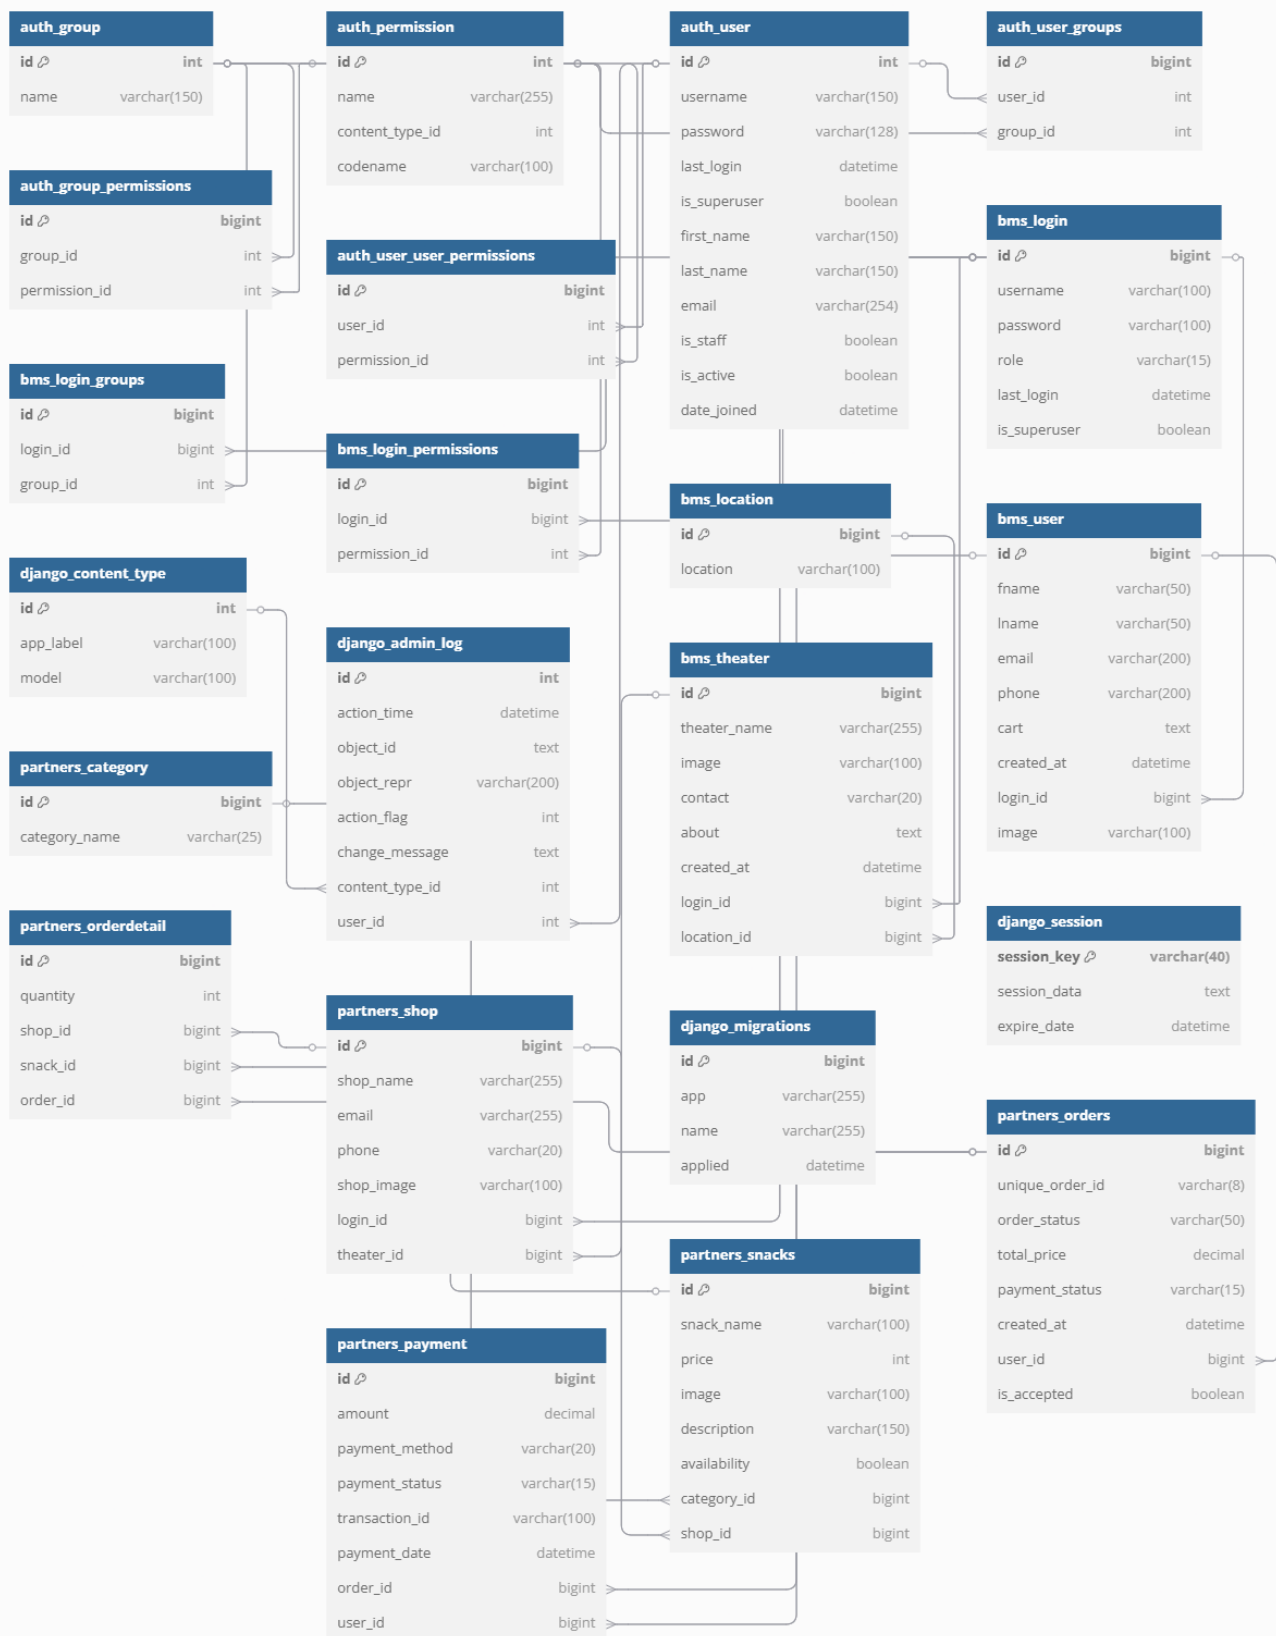 auth_group
id int
name varchar(150)
auth_group_permissions
id bigint
group_id int
permission_id int
bms_login_groups
id bigint
login_id bigint
group_id int
django_content_type
id int
app_label varchar(100)
model varchar(100)
partners_category
id bigint
category_name varchar(25)
partners_orderdetail
id bigint
quantity int
shop_id bigint
snack_id bigint
order_id bigint
auth_permission
id int
name varchar(255)
content_type_id int
codename varchar(100)
auth_user_user_permissions
id bigint
user_id int
permission_id int
bms_login_permissions
id bigint
login_id bigint
permission_id int
django_admin_log
id int
action_time datetime
object_id text
object_repr varchar(200)
action_flag int
change_message text
content_type_id int
user_id int
partners_shop
id bigint
shop_name varchar(255)
email varchar(255)
phone varchar(20)
shop_image varchar(100)
login_id bigint
theater_id bigint
partners_payment
id bigint
amount decimal
payment_method varchar(20)
payment_status varchar(15)
transaction_id varchar(100)
payment_date datetime
order_id bigint
user_id bigint
auth_user
id int
username varchar(150)
password varchar(128)
last_login datetime
is_superuser boolean
first_name varchar(150)
last_name varchar(150)
email varchar(254)
is_staff boolean
is_active boolean
date_joined datetime
bms_location
id bigint
location varchar(100)
bms_theater
id bigint
theater_name varchar(255)
image varchar(100)
contact varchar(20)
about text
created_at datetime
login_id bigint
location_id bigint
django_migrations
id bigint
app varchar(255)
name varchar(255)
applied datetime
partners_snacks
id bigint
snack_name varchar(100)
price int
image varchar(100)
description varchar(150)
availability boolean
category_id bigint
shop_id bigint
auth_user_groups
id bigint
user_id int
group_id int
bms_login
id bigint
username varchar(100)
password varchar(100)
role varchar(15)
last_login datetime
is_superuser boolean
bms_user
id bigint
fname varchar(50)
lname varchar(50)
email varchar(200)
phone varchar(200)
cart text
created_at datetime
login_id bigint
image varchar(100)
django_session
session_key varchar(40)
session_data text
expire_date datetime
partners_orders
id bigint
unique_order_id varchar(8)
order_status varchar(50)
total_price decimal
payment_status varchar(15)
created_at datetime
user_id bigint
is_accepted boolean